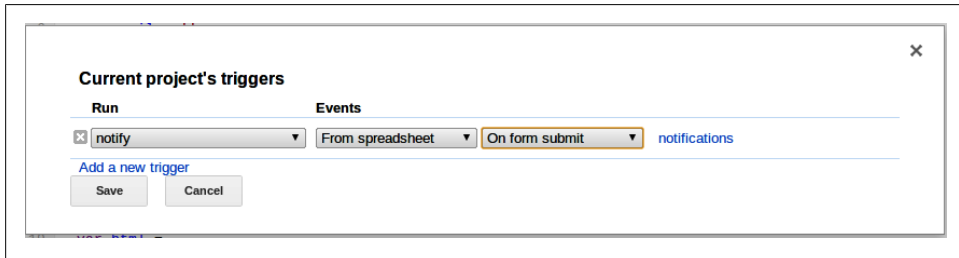 Current project's triggers
Run Events
notify From spreadsheet On form submit notifications
Add a new trigger
Save Cancel